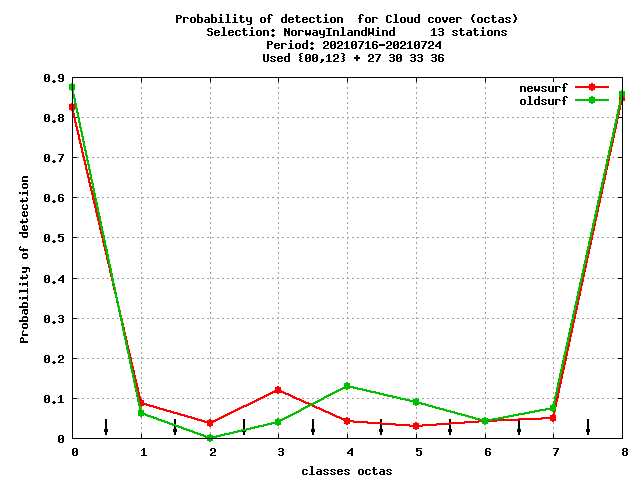 Probability of detection  for Cloud cover (octas)
Selection: NorwayInlandWind     13 stations
Period: 20210716-20210724
Used {00,12} + 27 30 33 36
newsurf
oldsurf
0.9
0.8
0.7
0.6
0.5
0.4
0.3
0.2
0.1
0
Probability of detection
0 1 2 3 4 5 6 7 8
classes octas